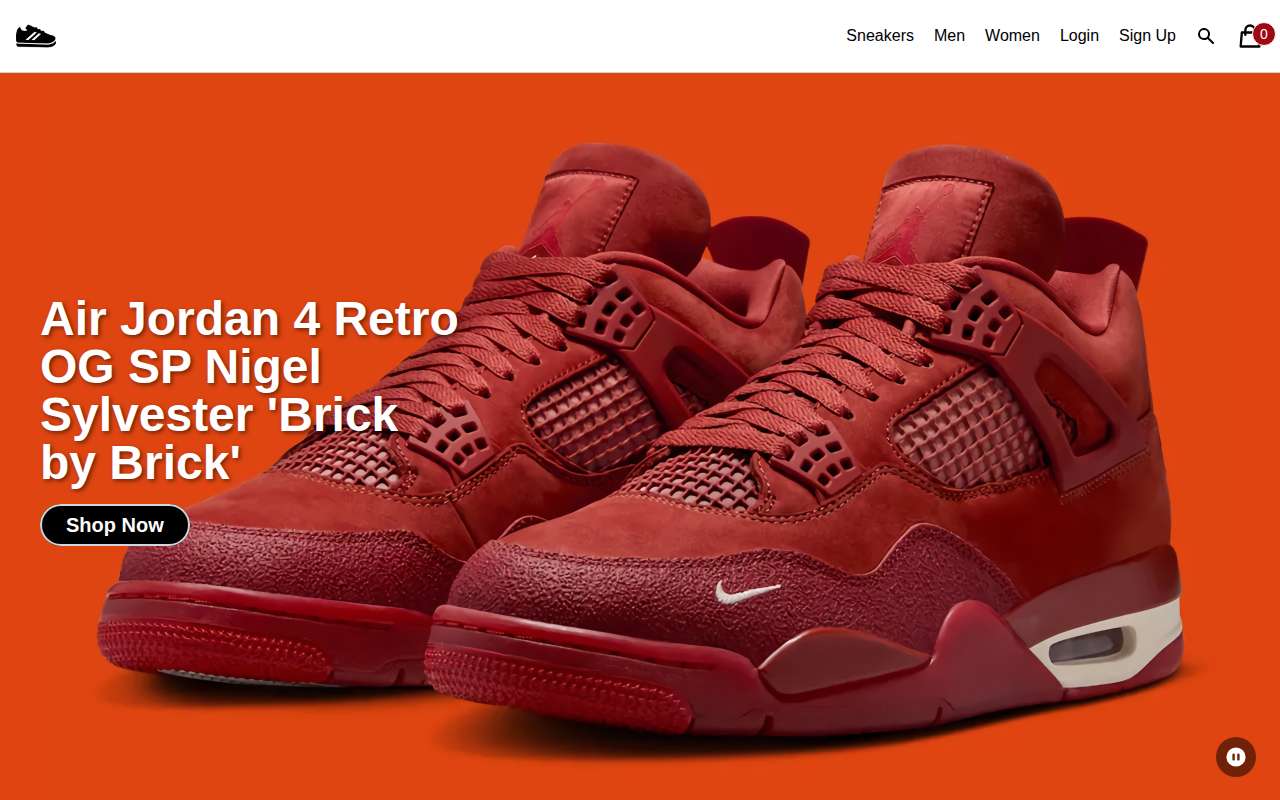 Sneakers Men Women Login Sign Up 0
Air Jordan 4 Retro
OG SP Nigel
Sylvester 'Brick
by Brick'
Shop Now